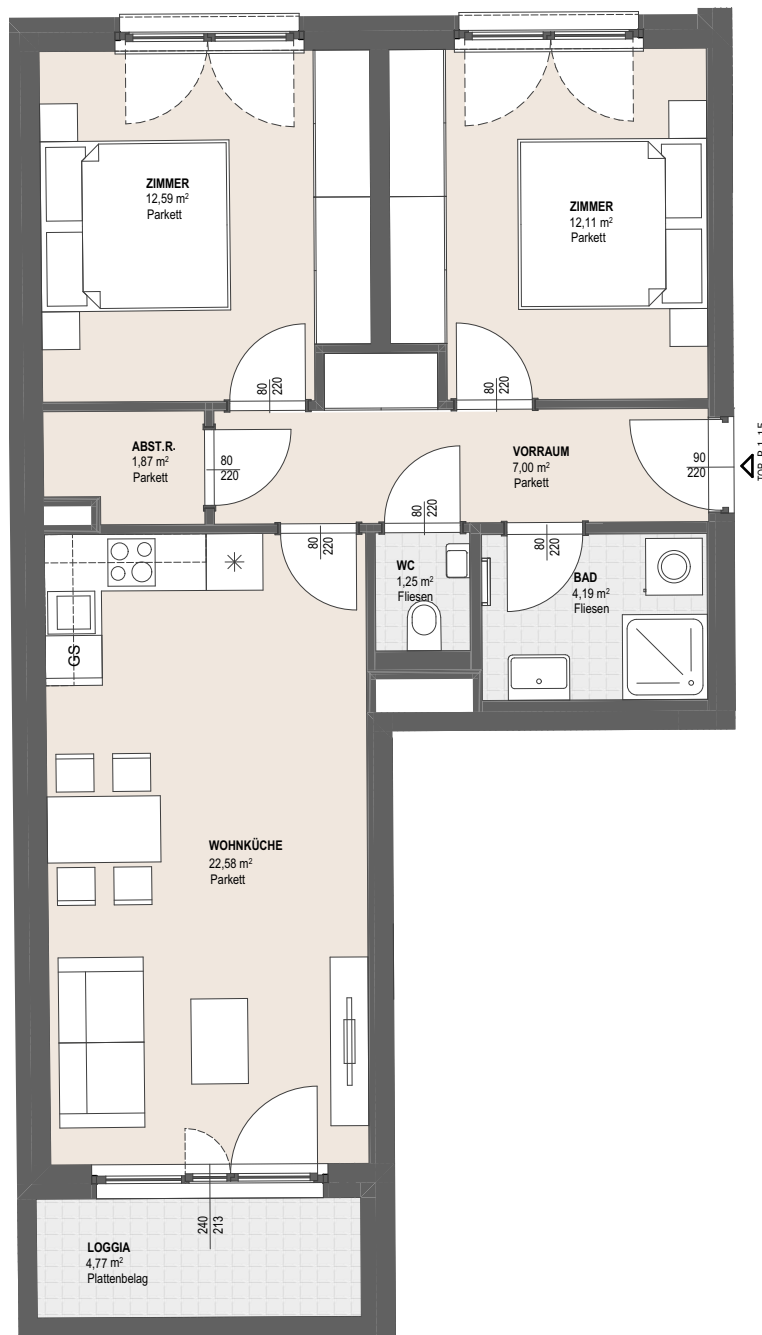 ZIMMER
12,59 m²
Parkett
ZIMMER
12,11 m²
Parkett
80
220
80
220
ABST.R.
1,87 m²
Parkett
80
220
VORRAUM
7,00 m²
Parkett
90
220
TOP B.1.15
80
220
80
220
80
220
WC
1,25 m²
Fliesen
BAD
4,19 m²
Fliesen
GS
WOHNKÜCHE
22,58 m²
Parkett
240
213
LOGGIA
4,77 m²
Plattenbelag